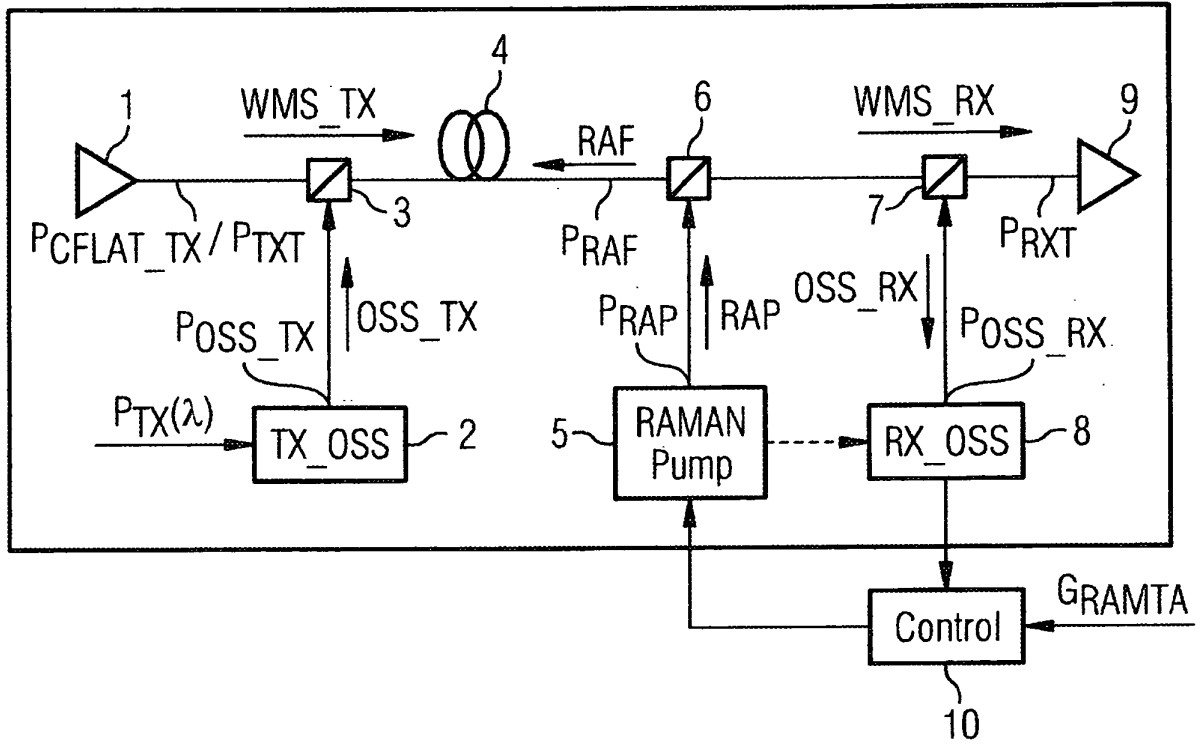 4
1
WMS_TX
6
WMS_RX
9
RAF
3
7
P_CFLAT_TX / P_TXT
P_RAF
P_RXT
OSS_RX
OSS_TX
P_OSS_TX
P_RAP
RAP
P_OSS_RX
P_TX(λ)
TX_OSS
2
5
RAMAN
Pump
RX_OSS
8
G_RAMTA
Control
10